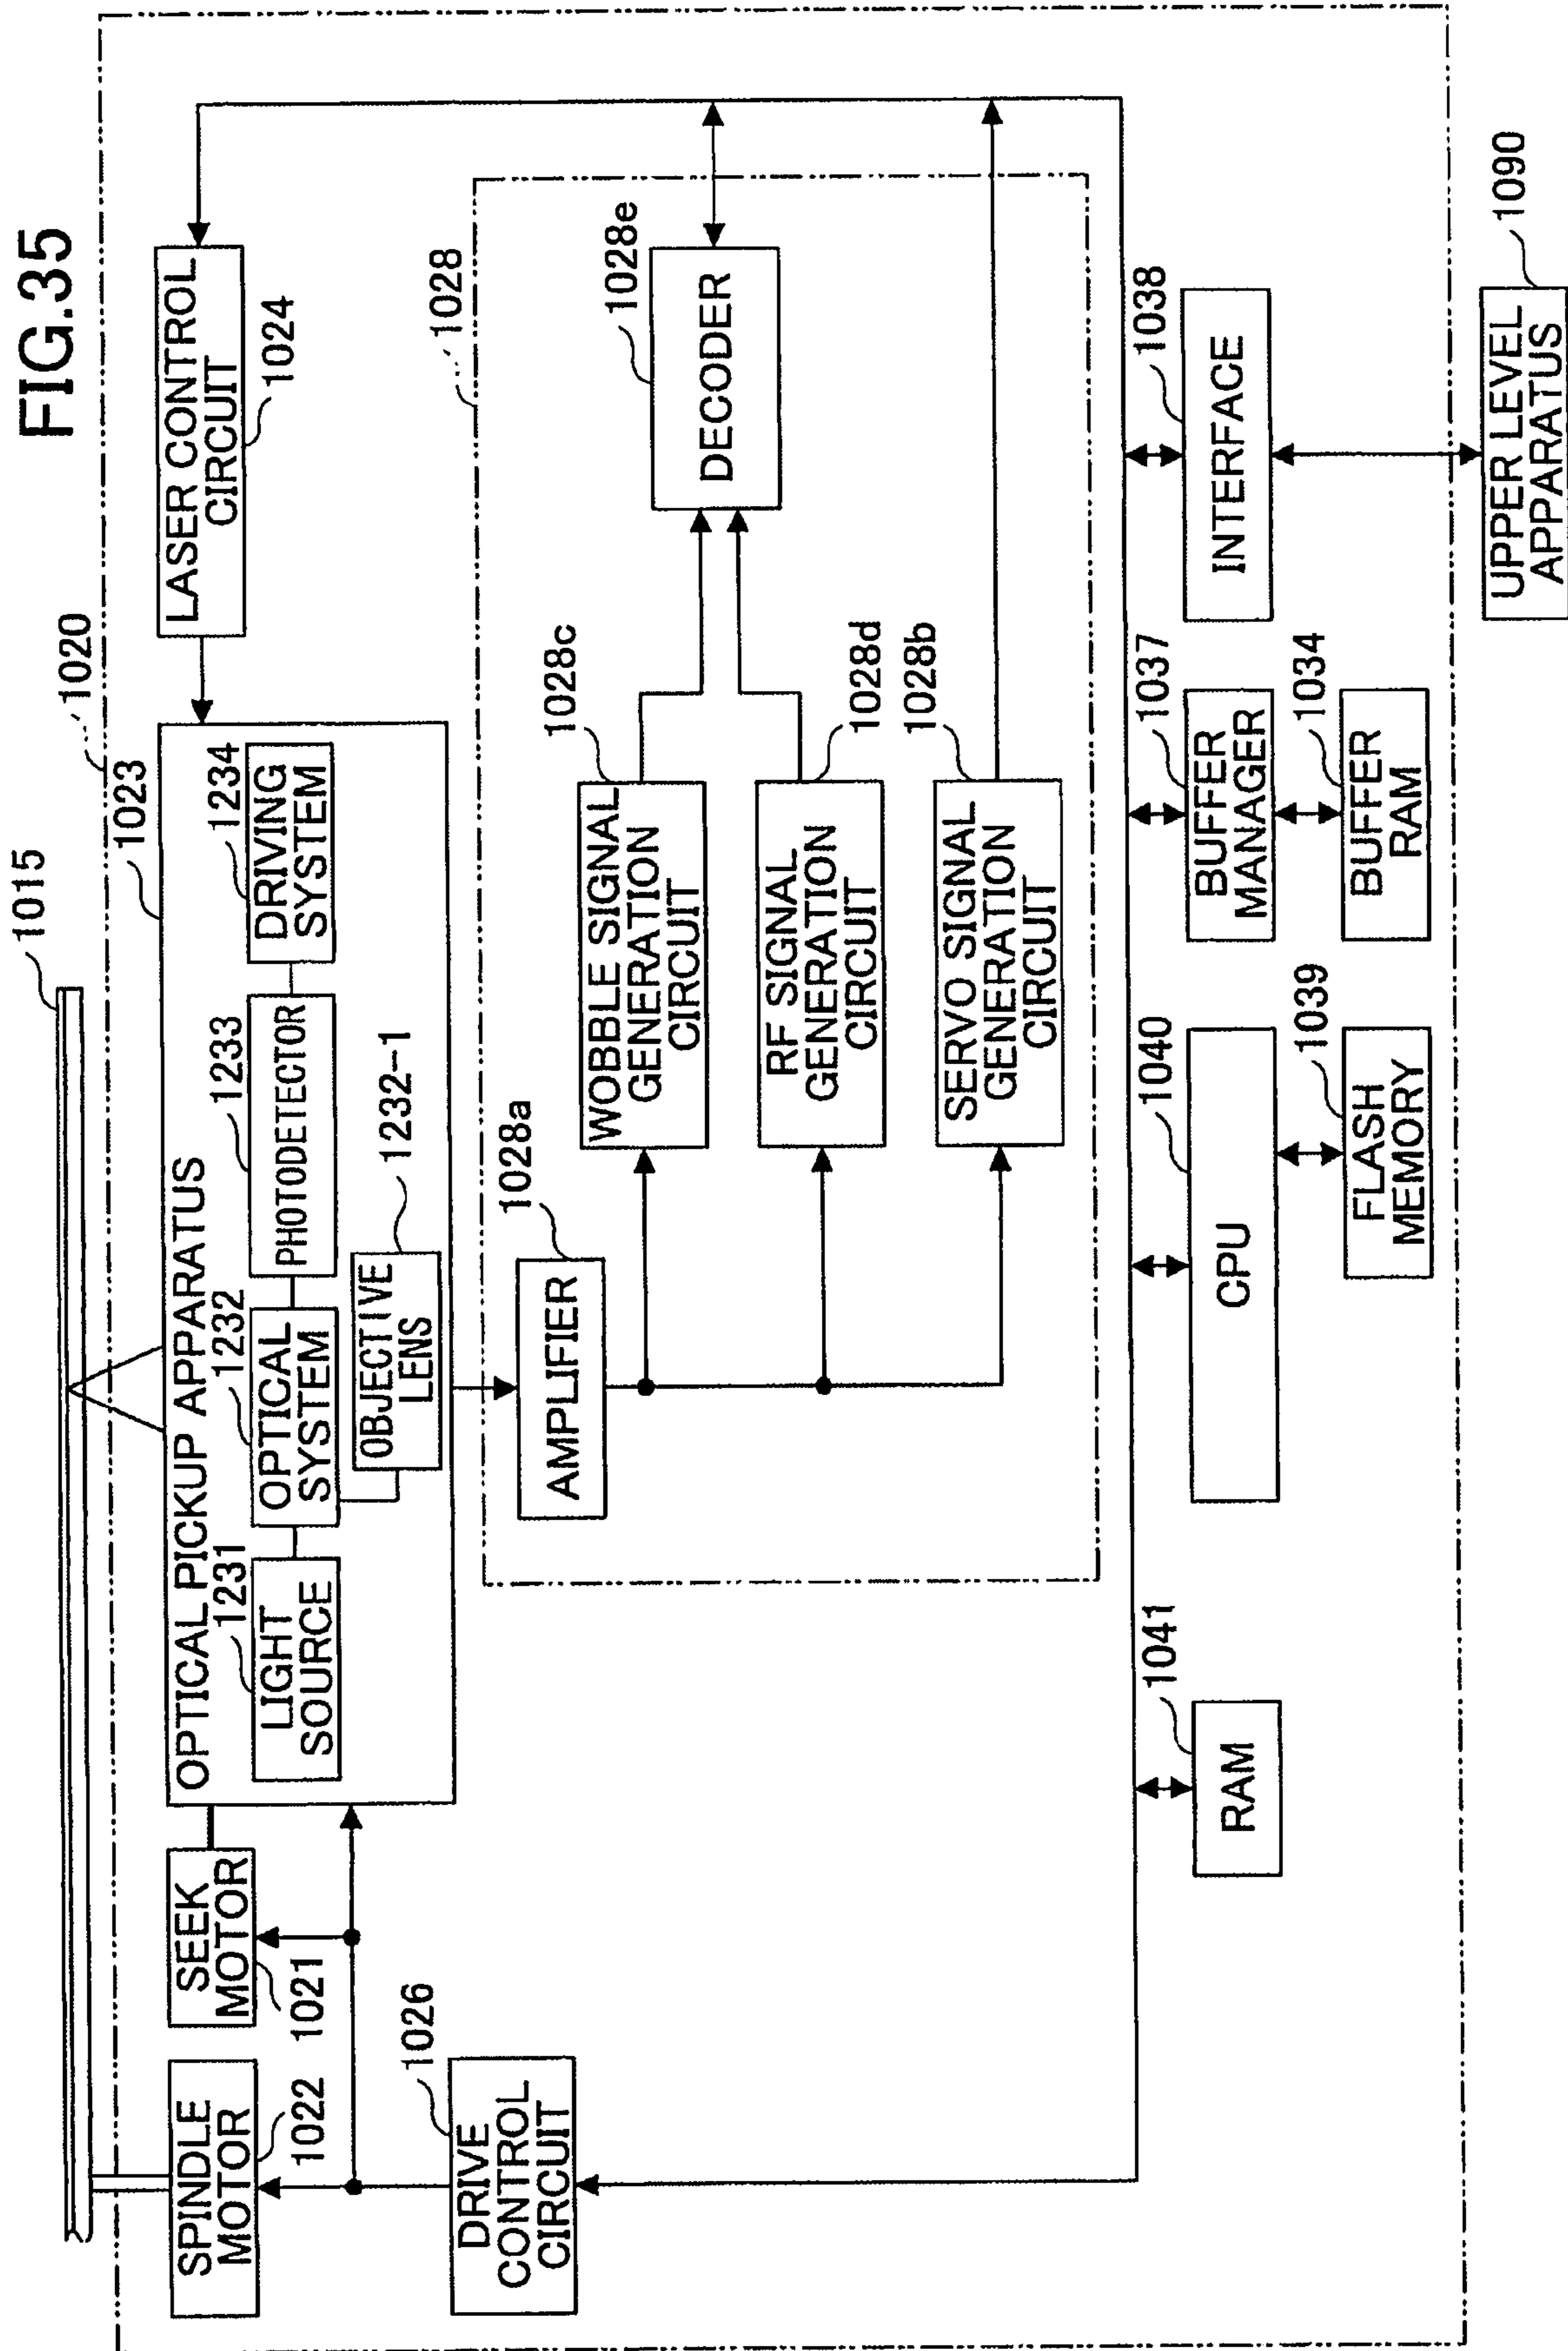 FIG.35
1015
1020
1023
OPTICAL PICKUP APPARATUS
SPINDLE
MOTOR
1022
SEEK
MOTOR
1021
LIGHT
SOURCE
1231
OPTICAL
SYSTEM
1232
OBJECTIVE
LENS
1232-1
PHOTODETECTOR
1233
DRIVING
SYSTEM
1234
LASER CONTROL
CIRCUIT
1024
DRIVE
CONTROL
CIRCUIT
1026
1028
AMPLIFIER
1028a
WOBBLE SIGNAL
GENERATION
CIRCUIT
1028c
RF SIGNAL
GENERATION
CIRCUIT
1028d
SERVO SIGNAL
GENERATION
CIRCUIT
1028b
DECODER
1028e
RAM
1041
CPU
1040
FLASH
MEMORY
1039
BUFFER
MANAGER
1037
BUFFER
RAM
1034
INTERFACE
1038
UPPER LEVEL
APPARATUS
1090